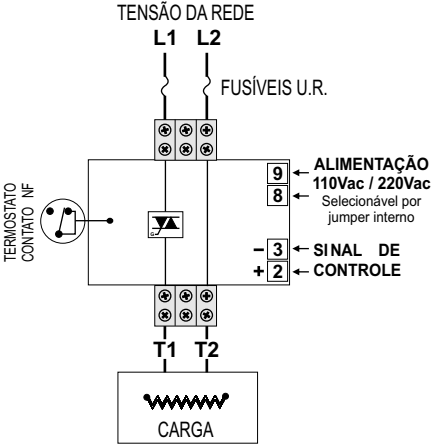 TENSÃO DA REDE
L1 L2
FUSÍVEIS U.R.
TERMOSTATO
CONTATO NF
G
9
ALIMENTAÇÃO
110Vac / 220Vac
8
Selecionável por
jumper interno
– 3
SINAL DE
+ 2
CONTROLE
T1 T2
CARGA